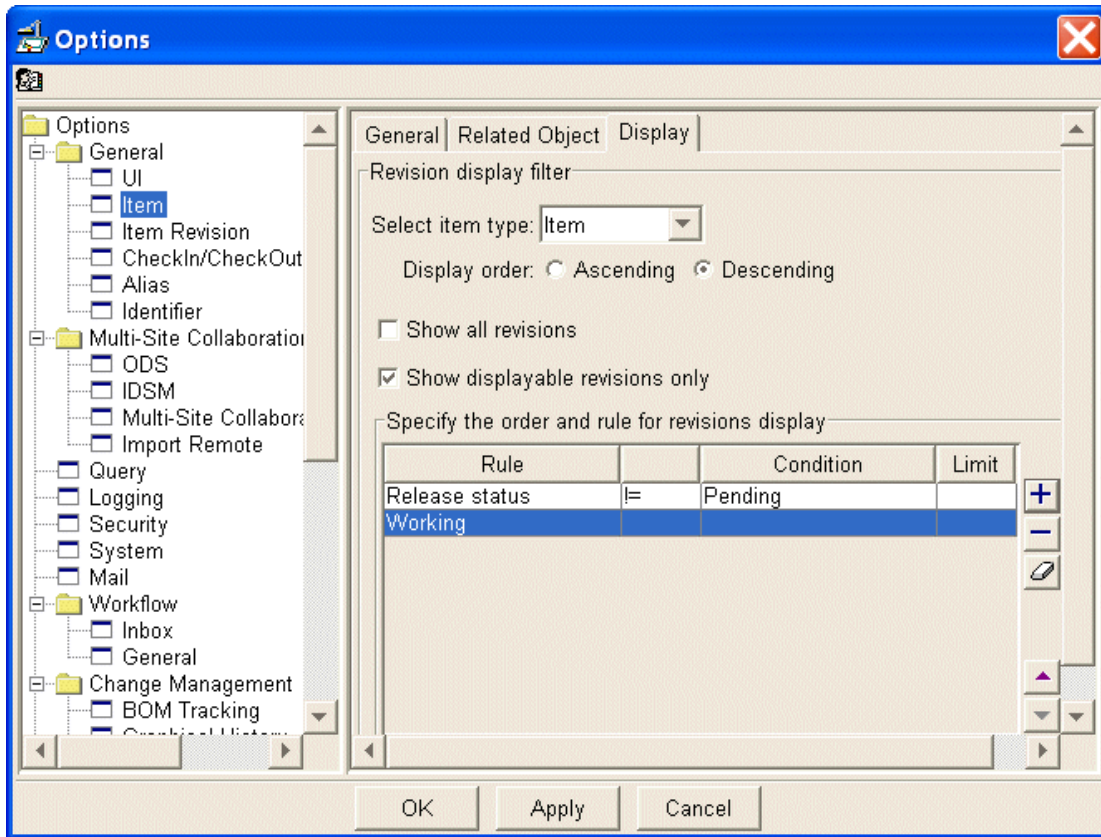 Options
Options
General
UI
Item
Item Revision
CheckIn/CheckOut
Alias
Identifier
Multi-Site Collaboration
ODS
IDSM
Multi-Site Collabora
Import Remote
Query
Logging
Security
System
Mail
Workflow
Inbox
General
Change Management
BOM Tracking
Graphical History
General Related Object Display
Revision display filter
Select item type: Item
Display order: Ascending Descending
Show all revisions
Show displayable revisions only
Specify the order and rule for revisions display
Rule Condition Limit
Release status != Pending
Working
OK Apply Cancel